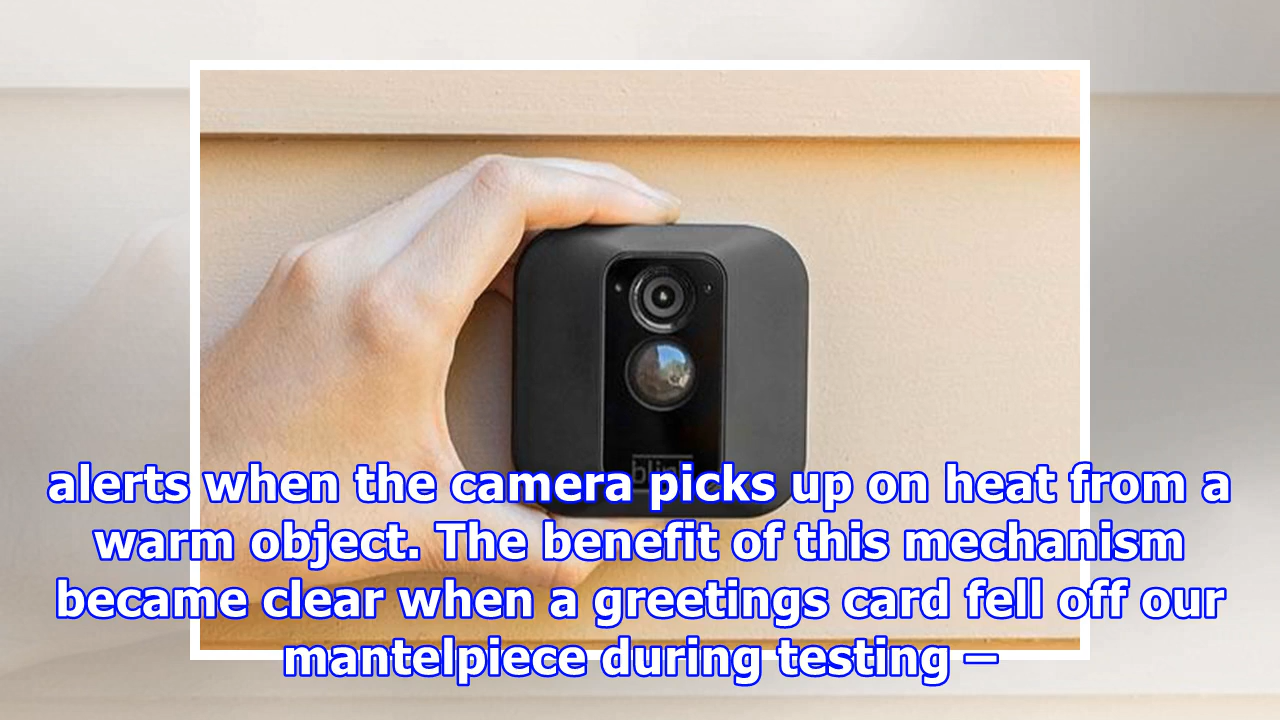 blink
alerts when the camera picks up on heat from a
warm object. The benefit of this mechanism
became clear when a greetings card fell off our
mantelpiece during testing –